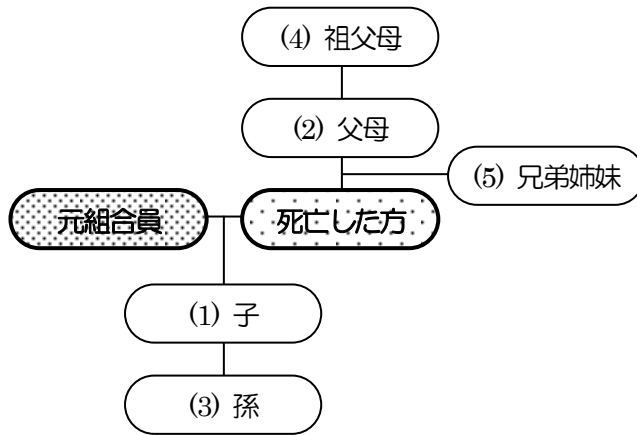 (4) 祖父母
(2) 父母
(5) 兄弟姉妹
元組合員
死亡した方
(1) 子
(3) 孫